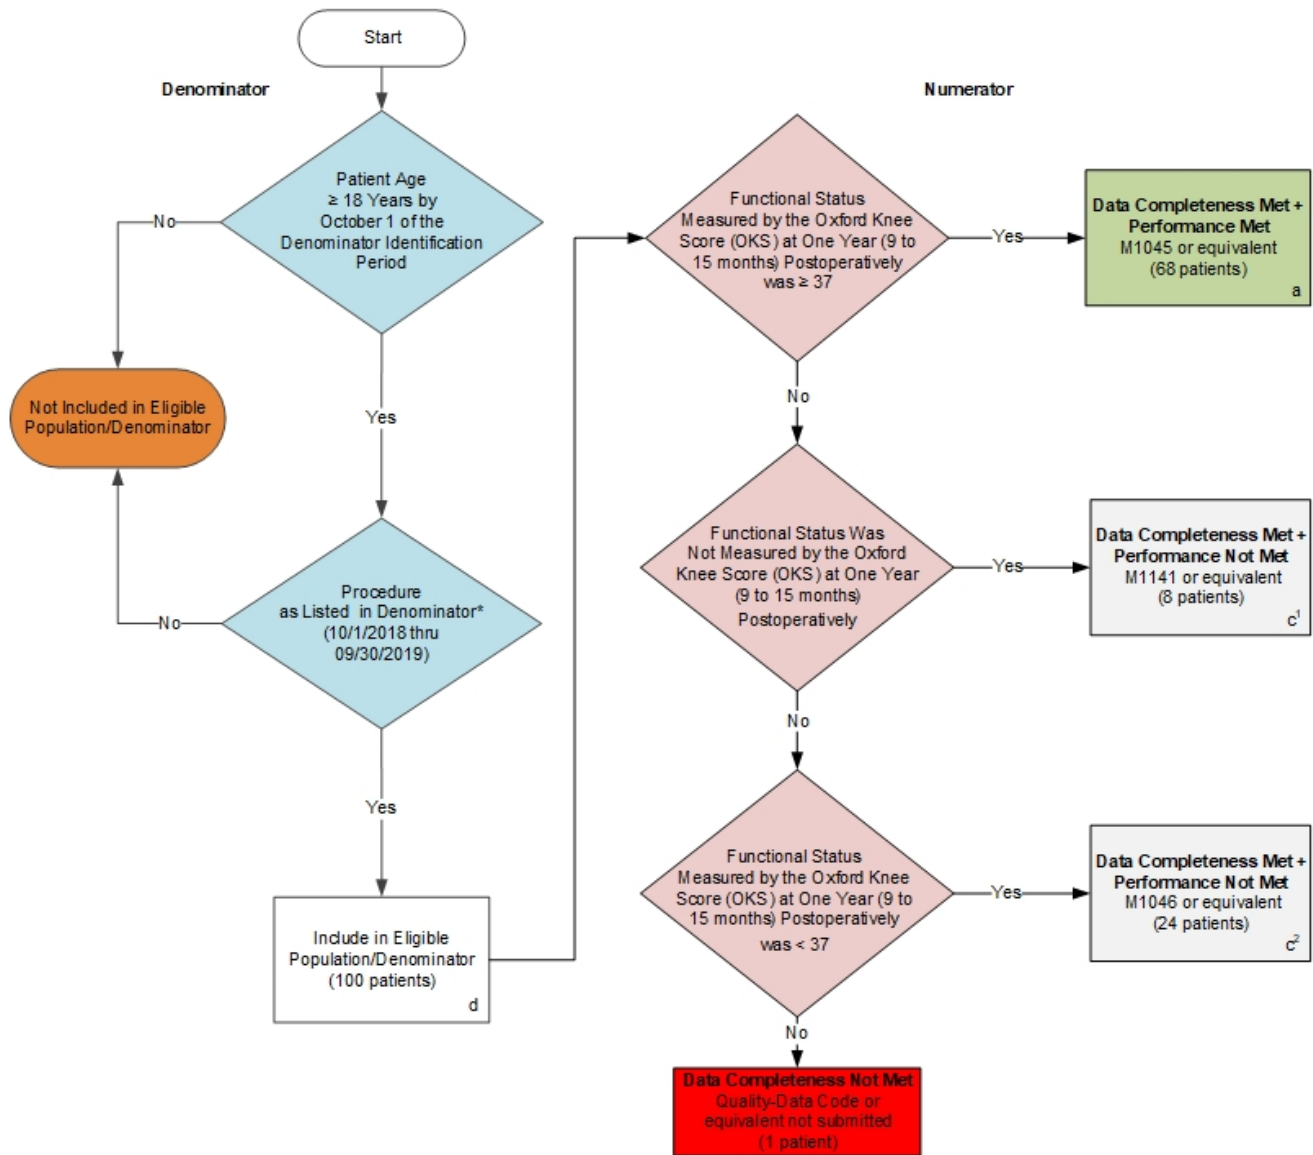 Start
Denominator
Patient Age
≥ 18 Years by
October 1 of the
Denominator Identification
Period
No
Not Included in Eligible
Population/Denominator
Yes
Procedure
as Listed in Denominator*
(10/1/2018 thru
09/30/2019)
No
Yes
Include in Eligible
Population/Denominator
(100 patients)
d
Numerator
Functional Status
Measured by the Oxford Knee
Score (OKS) at One Year (9 to
15 months) Postoperatively
was ≥ 37
Yes
Data Completeness Met +
Performance Met
M1045 or equivalent
(68 patients)
a
No
Functional Status Was
Not Measured by the Oxford
Knee Score (OKS) at One Year
(9 to 15 months)
Postoperatively
Yes
Data Completeness Met +
Performance Not Met
M1141 or equivalent
(8 patients)
c¹
No
Functional Status
Measured by the Oxford Knee
Score (OKS) at One Year (9 to
15 months) Postoperatively
was < 37
Yes
Data Completeness Met +
Performance Not Met
M1046 or equivalent
(24 patients)
c²
No
Data Completeness Not Met
Quality-Data Code or
equivalent not submitted
(1 patient)